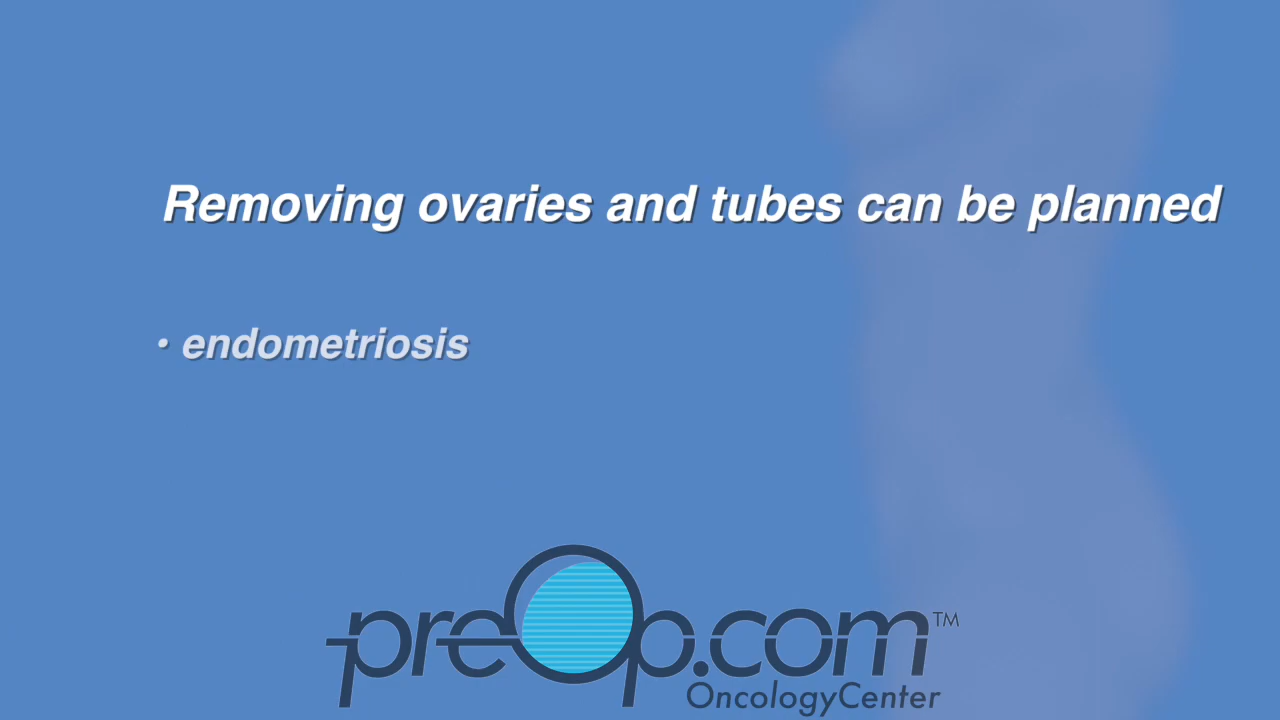 Removing ovaries and tubes can be planned
• endometriosis
preOp.com™
OncologyCenter